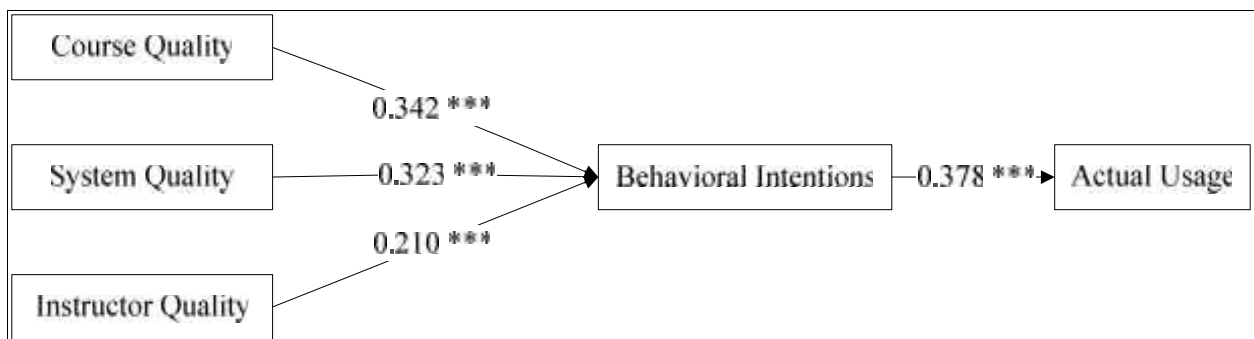 Course Quality
0.342 ***
System Quality
0.323 ***
Behavioral Intentions
0.378 ***
Actual Usage
0.210 ***
Instructor Quality